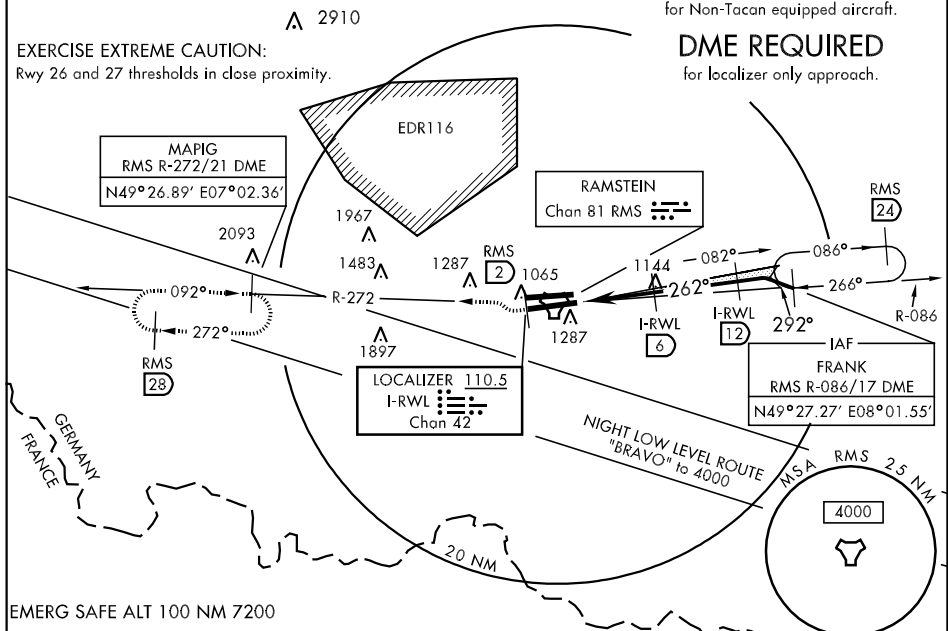 for Non-Tacan equipped aircraft.
DME REQUIRED
for localizer only approach.
2910
EXERCISE EXTREME CAUTION:
Rwy 26 and 27 thresholds in close proximity.
EDR116
MAPIG
RMS R-272/21 DME
N49°26.89' E07°02.36'
RAMSTEIN
Chan 81 RMS
RMS
24
1967
2093
1483
1287
RMS
2
1065
1144
082°
086°
092°
R-272
262°
266°
R-086
272°
1897
1287
I-RWL
6
I-RWL
12
292°
RMS
28
LOCALIZER 110.5
I-RWL
Chan 42
IAF
FRANK
RMS R-086/17 DME
N49°27.27' E08°01.55'
GERMANY
FRANCE
NIGHT LOW LEVEL ROUTE
"BRAVO" to 4000
MSA RMS 25 NM
4000
20 NM
EMERG SAFE ALT 100 NM 7200